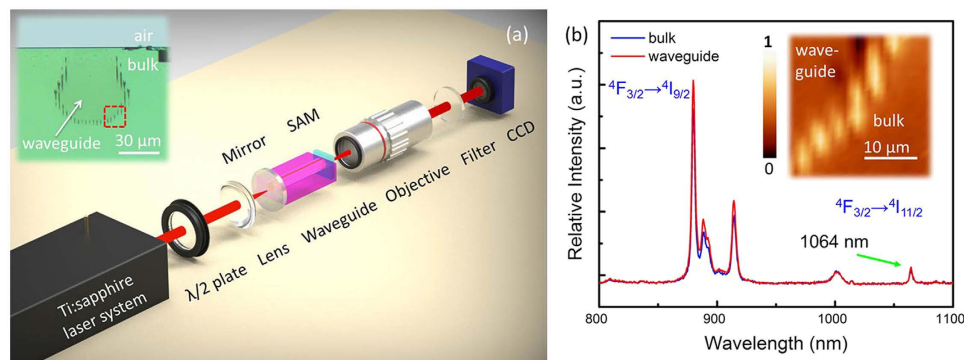 (a)
air
bulk
waveguide
30 μm
Mirror
SAM
Ti:sapphire
laser system
λ/2 plate
Lens
Waveguide
Objective
Filter
CCD
(b)
bulk
waveguide
⁴F₃/₂→⁴I₉/₂
1
0
wave-
guide
bulk
10 μm
⁴F₃/₂→⁴I₁₁/₂
1064 nm
Relative Intensity (a.u.)
800
900
1000
1100
Wavelength (nm)